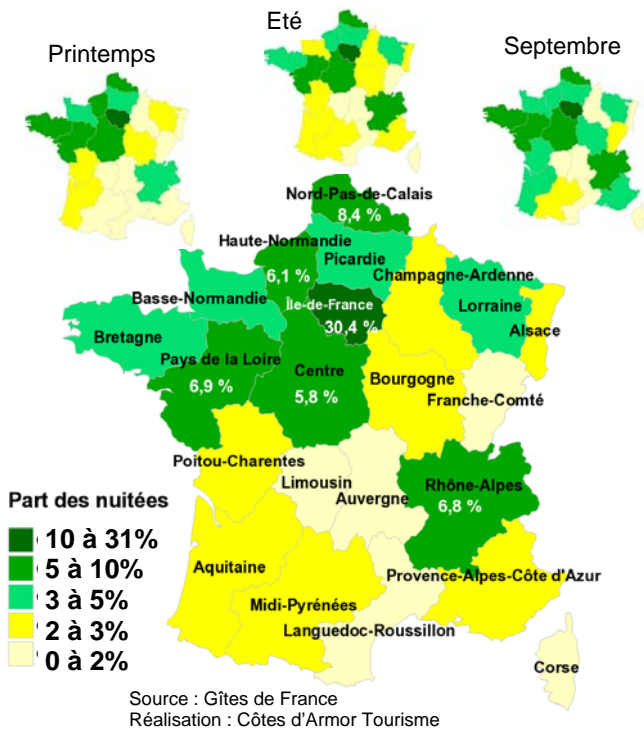 Eté
Printemps
Septembre
Nord-Pas-de-Calais
8,4 %
Haute-Normandie
Picardie
6,1 %
Champagne-Ardenne
Basse-Normandie
Île-de-France
Lorraine
30,4 %
Alsace
Bretagne
Pays de la Loire
Centre
6,9 %
5,8 %
Bourgogne
Franche-Comté
Poitou-Charentes
Limousin
Auvergne
Rhône-Alpes
6,8 %
Aquitaine
Provence-Alpes-Côte d'Azur
Midi-Pyrénées
Languedoc-Roussillon
Corse
Part des nuitées
10 à 31%
5 à 10%
3 à 5%
2 à 3%
0 à 2%
Source : Gîtes de France
Réalisation : Côtes d'Armor Tourisme